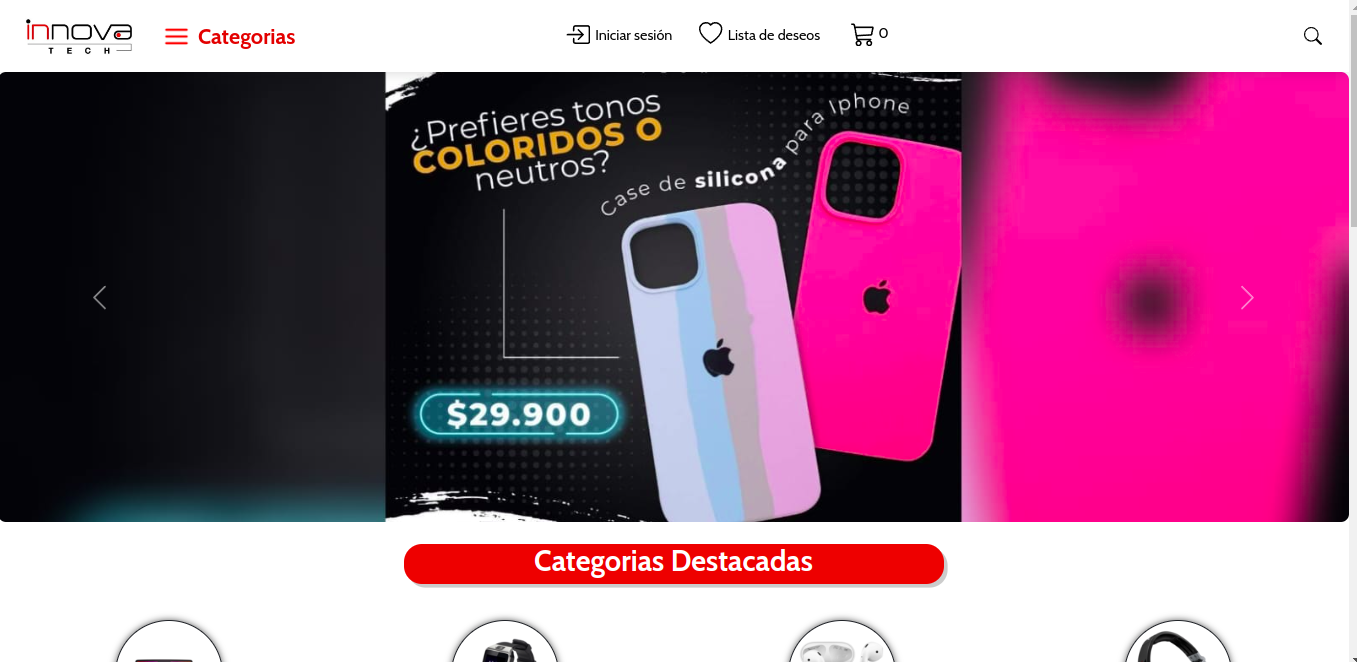 innova
TECH
Categorias
Iniciar sesión
Lista de deseos
0
¿Prefieres tonos
COLORIDOS O
neutros?
Case de silicona para Iphone
$29.900
Categorias Destacadas